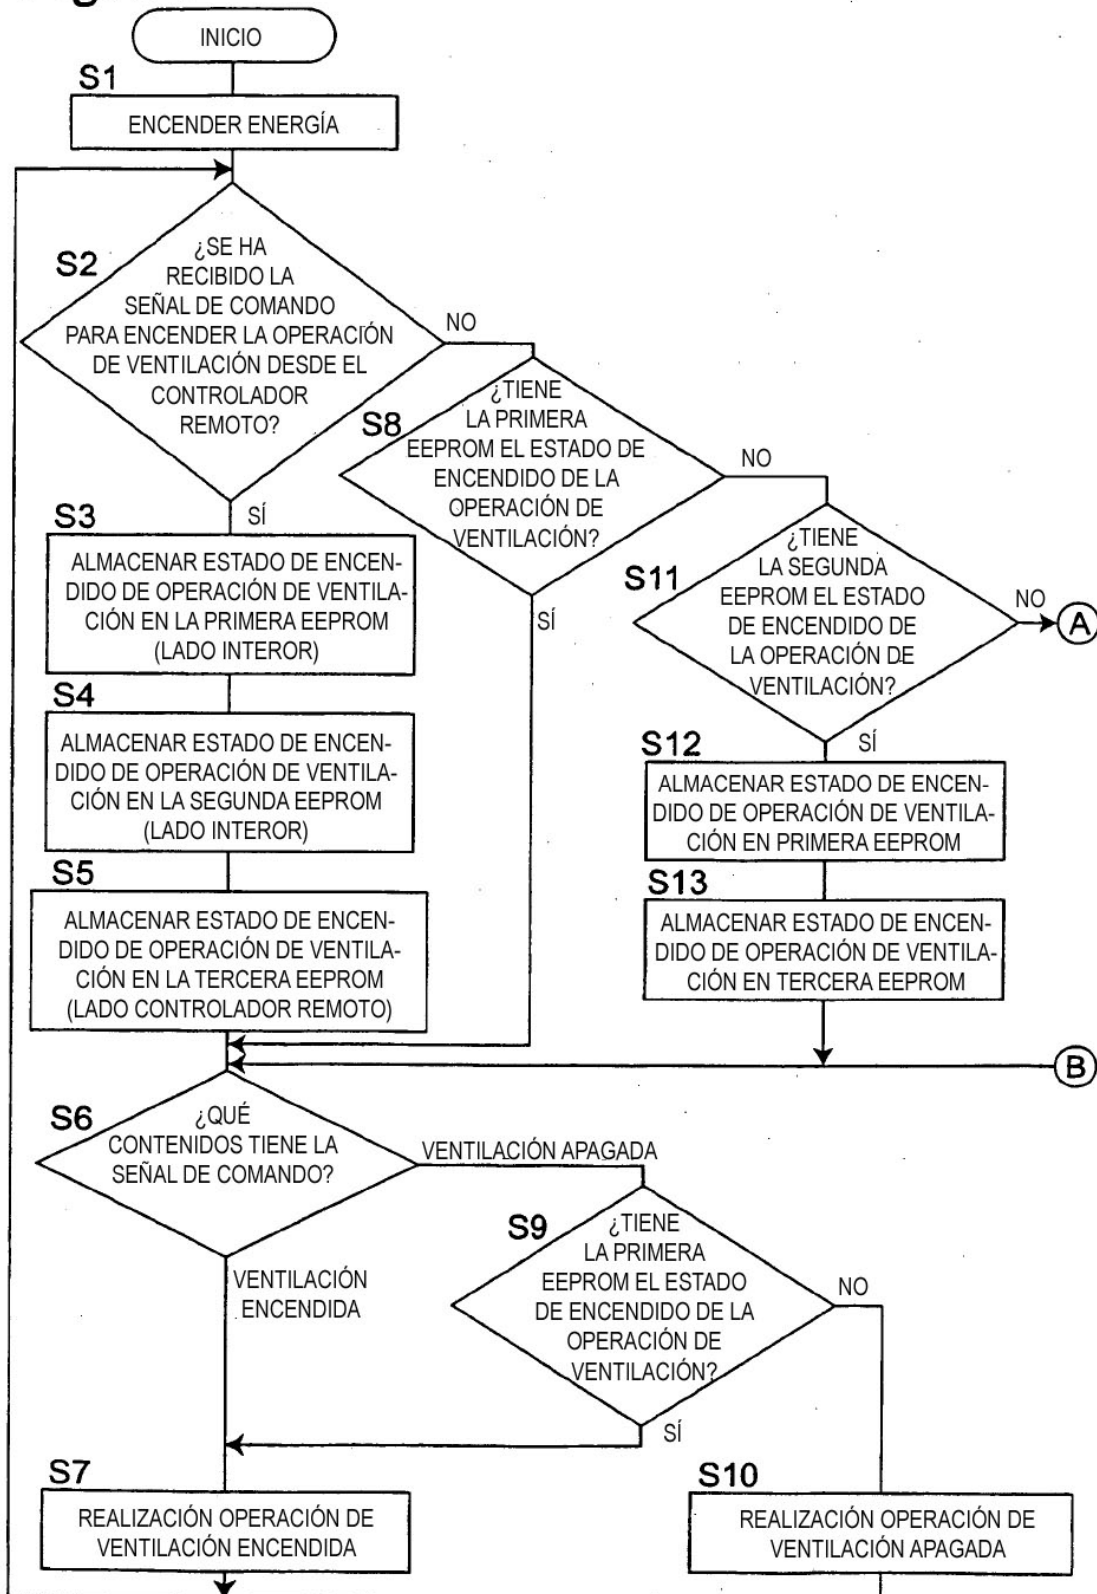 INICIO
S1
ENCENDER ENERGÍA
S2
¿SE HA
RECIBIDO LA
SEÑAL DE COMANDO
PARA ENCENDER LA OPERACIÓN
DE VENTILACIÓN DESDE EL
CONTROLADOR
REMOTO?
NO
SÍ
S8
¿TIENE
LA PRIMERA
EEPROM EL ESTADO DE
ENCENDIDO DE LA
OPERACIÓN DE
VENTILACIÓN?
NO
SÍ
S3
ALMACENAR ESTADO DE ENCEN-
DIDO DE OPERACIÓN DE VENTILA-
CIÓN EN LA PRIMERA EEPROM
(LADO INTEROR)
S11
¿TIENE
LA SEGUNDA
EEPROM EL ESTADO
DE ENCENDIDO DE
LA OPERACIÓN DE
VENTILACIÓN?
NO
A
SÍ
S4
ALMACENAR ESTADO DE ENCEN-
DIDO DE OPERACIÓN DE VENTILA-
CIÓN EN LA SEGUNDA EEPROM
(LADO INTEROR)
S12
ALMACENAR ESTADO DE ENCEN-
DIDO DE OPERACIÓN DE VENTILA-
CIÓN EN PRIMERA EEPROM
S5
ALMACENAR ESTADO DE ENCEN-
DIDO DE OPERACIÓN DE VENTILA-
CIÓN EN LA TERCERA EEPROM
(LADO CONTROLADOR REMOTO)
S13
ALMACENAR ESTADO DE ENCEN-
DIDO DE OPERACIÓN DE VENTILA-
CIÓN EN TERCERA EEPROM
B
S6
¿QUÉ
CONTENIDOS TIENE LA
SEÑAL DE COMANDO?
VENTILACIÓN APAGADA
VENTILACIÓN
ENCENDIDA
S9
¿TIENE
LA PRIMERA
EEPROM EL ESTADO
DE ENCENDIDO DE LA
OPERACIÓN DE
VENTILACIÓN?
NO
SÍ
S7
REALIZACIÓN OPERACIÓN DE
VENTILACIÓN ENCENDIDA
S10
REALIZACIÓN OPERACIÓN DE
VENTILACIÓN APAGADA